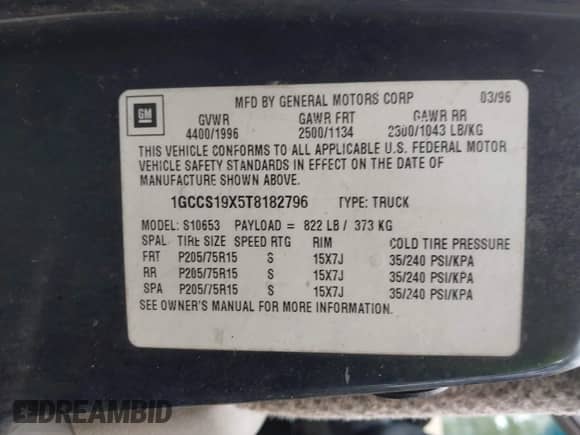 MFD BY GENERAL MOTORS CORP 03/96
GM
GVWR GAWR FRT GAWR RR
4400/1996 2500/1134 2300/1043 LB/KG
THIS VEHICLE CONFORMS TO ALL APPLICABLE U.S. FEDERAL MOTOR
VEHICLE SAFETY STANDARDS IN EFFECT ON THE DATE OF
MANUFACTURE SHOWN ABOVE.
1GCCS19X5T8182796 TYPE: TRUCK
MODEL: S10653 PAYLOAD = 822 LB / 373 KG
SPAL TIRE SIZE SPEED RTG RIM COLD TIRE PRESSURE
FRT P205/75R15 S 15X7J 35/240 PSI/KPA
RR P205/75R15 S 15X7J 35/240 PSI/KPA
SPA P205/75R15 S 15X7J 35/240 PSI/KPA
SEE OWNER'S MANUAL FOR MORE INFORMATION.
DREAMBID